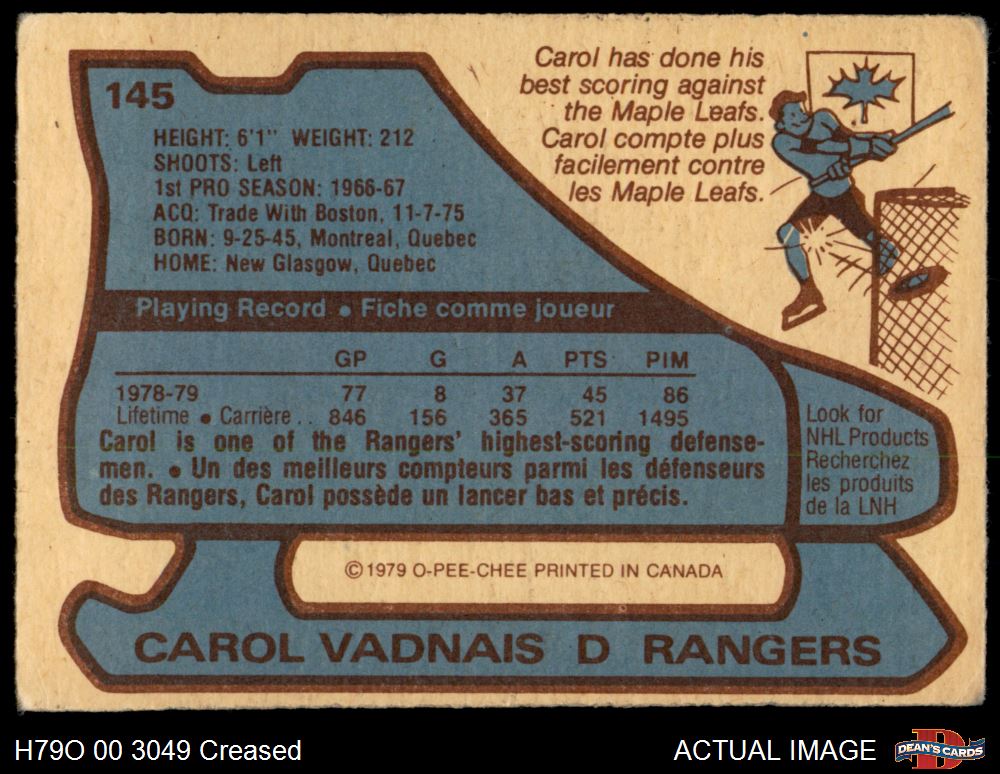 145
HEIGHT: 6'1" WEIGHT: 212
SHOOTS: Left
1st PRO SEASON: 1966-67
ACQ: Trade With Boston, 11-7-75
BORN: 9-25-45, Montreal, Quebec
HOME: New Glasgow, Quebec
Carol has done his
best scoring against
the Maple Leafs.
Carol compte plus
facilement contre
les Maple Leafs.
Playing Record • Fiche comme joueur
GP G A PTS PIM
1978-79 77 8 37 45 86
Lifetime • Carrière .. 846 156 365 521 1495
Carol is one of the Rangers' highest-scoring defense-
men. • Un des meilleurs compteurs parmi les défenseurs
des Rangers, Carol possède un lancer bas et précis.
Look for
NHL Products
Recherchez
les produits
de la LNH
© 1979 O-PEE-CHEE PRINTED IN CANADA
CAROL VADNAIS D RANGERS
H79O 00 3049 Creased
ACTUAL IMAGE
D
DEAN'S CARDS